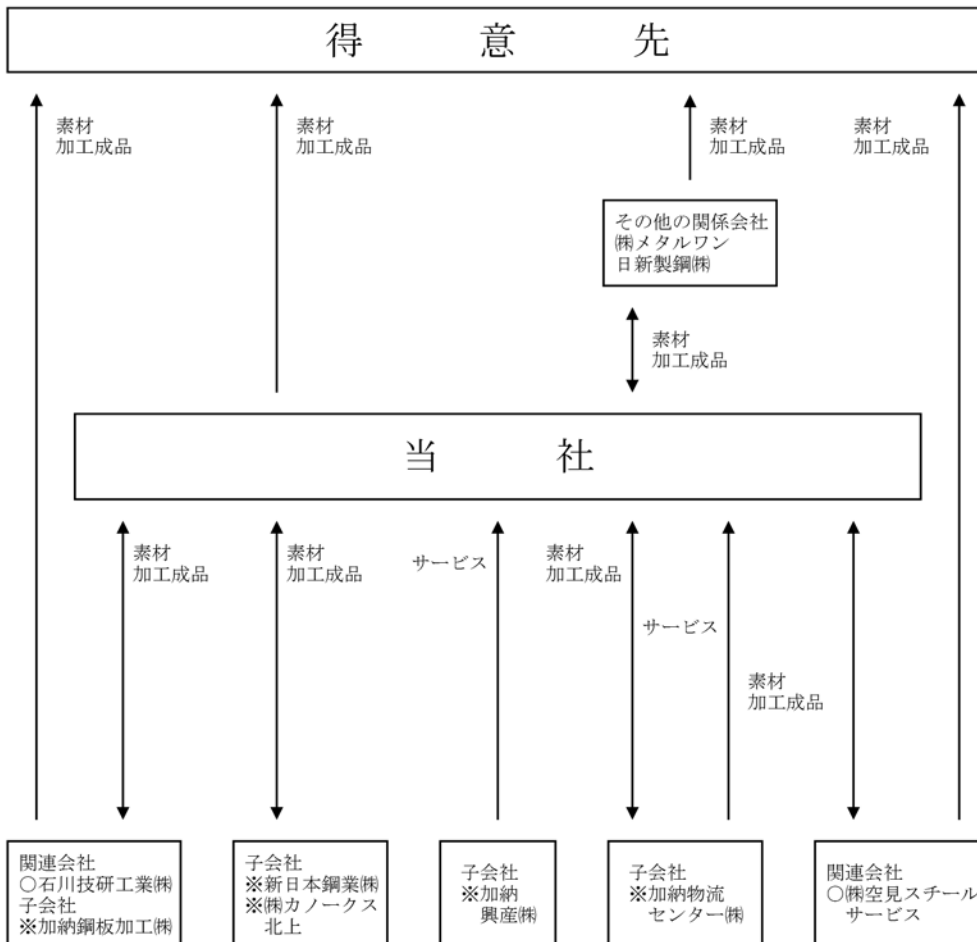 得意先
素材
加工成品
素材
加工成品
素材
加工成品
素材
加工成品
その他の関係会社
㈱メタルワン
日新製鋼㈱
素材
加工成品
当社
素材
加工成品
素材
加工成品
サービス
素材
加工成品
サービス
素材
加工成品
関連会社
○石川技研工業㈱
子会社
※加納鋼板加工㈱
子会社
※新日本鋼業㈱
※㈱カノークス
北上
子会社
※加納
興産㈱
子会社
※加納物流
センター㈱
関連会社
○㈱空見スチール
サービス